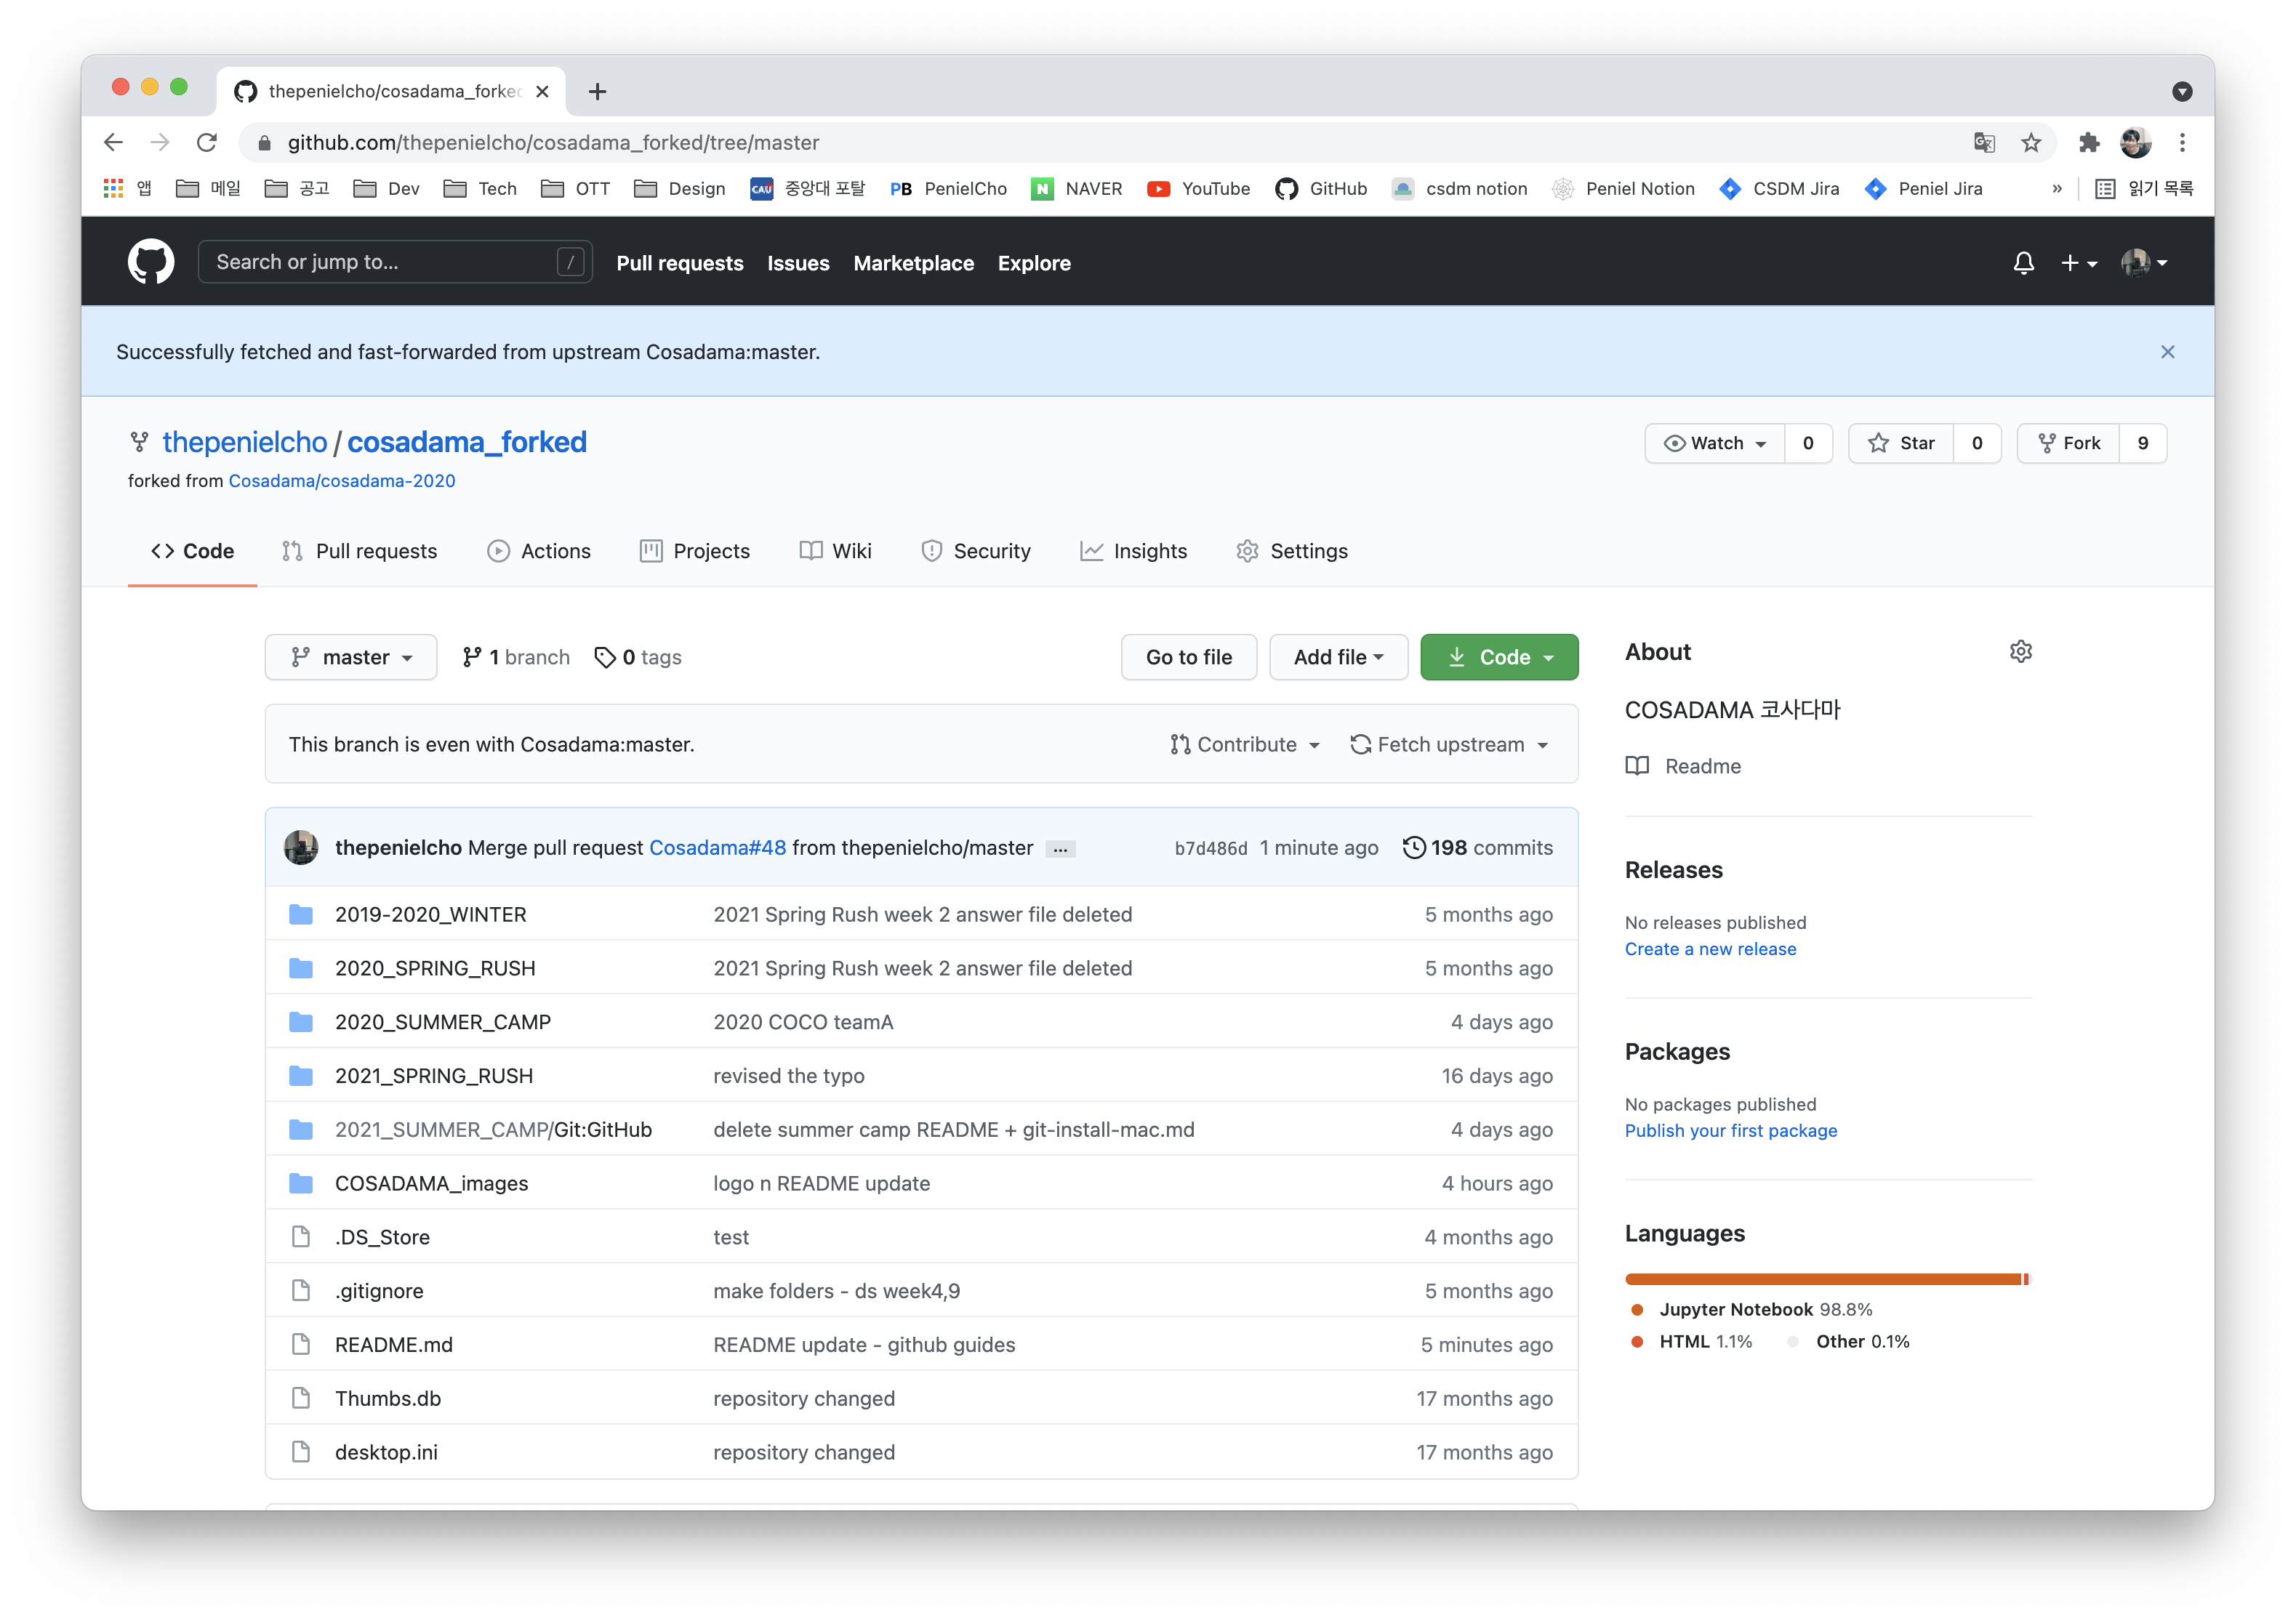 thepenielcho/cosadama_forked
github.com/thepenielcho/cosadama_forked/tree/master
앱 메일 공고 Dev Tech OTT Design CAU 중앙대 포탈 PB PenielCho N NAVER YouTube GitHub csdm notion Peniel Notion CSDM Jira Peniel Jira » 읽기 목록
Search or jump to... / Pull requests Issues Marketplace Explore
Successfully fetched and fast-forwarded from upstream Cosadama:master.
thepenielcho / cosadama_forked Watch 0 Star 0 Fork 9
forked from Cosadama/cosadama-2020
Code Pull requests Actions Projects Wiki Security Insights Settings
master 1 branch 0 tags Go to file Add file Code
This branch is even with Cosadama:master. Contribute Fetch upstream
thepenielcho Merge pull request Cosadama#48 from thepenielcho/master ... b7d486d 1 minute ago 198 commits
2019-2020_WINTER 2021 Spring Rush week 2 answer file deleted 5 months ago
2020_SPRING_RUSH 2021 Spring Rush week 2 answer file deleted 5 months ago
2020_SUMMER_CAMP 2020 COCO teamA 4 days ago
2021_SPRING_RUSH revised the typo 16 days ago
2021_SUMMER_CAMP/Git:GitHub delete summer camp README + git-install-mac.md 4 days ago
COSADAMA_images logo n README update 4 hours ago
.DS_Store test 4 months ago
.gitignore make folders - ds week4,9 5 months ago
README.md README update - github guides 5 minutes ago
Thumbs.db repository changed 17 months ago
desktop.ini repository changed 17 months ago
About
COSADAMA 코사다마
Readme
Releases
No releases published
Create a new release
Packages
No packages published
Publish your first package
Languages
Jupyter Notebook 98.8%
HTML 1.1% Other 0.1%